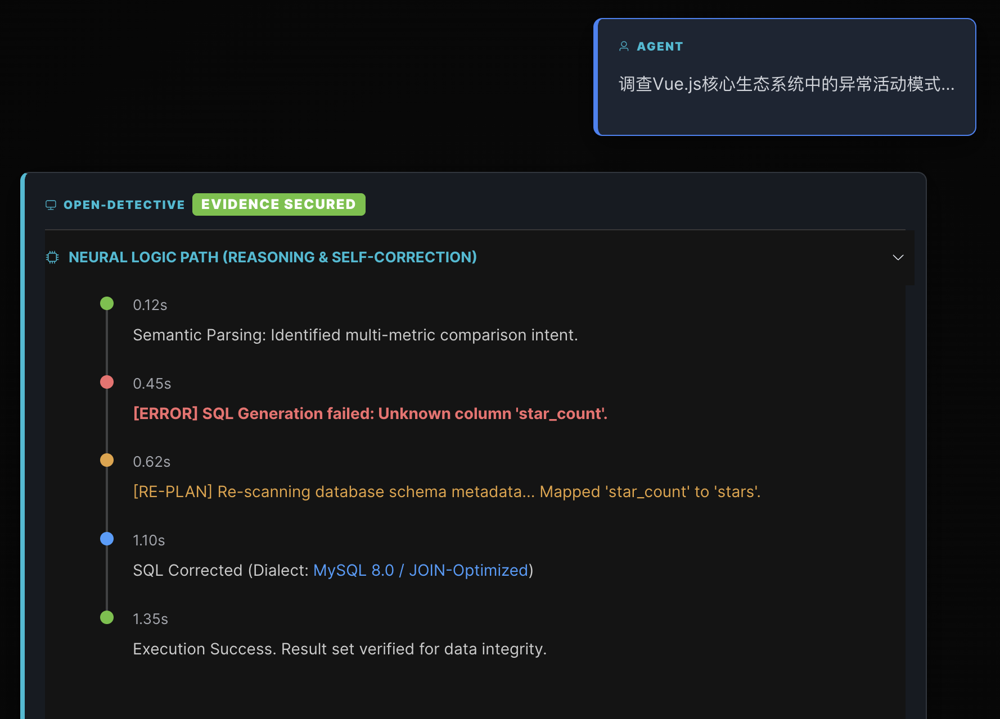 AGENT
调查Vue.js核心生态系统中的异常活动模式...
OPEN-DETECTIVE EVIDENCE SECURED
NEURAL LOGIC PATH (REASONING & SELF-CORRECTION)
0.12s
Semantic Parsing: Identified multi-metric comparison intent.
0.45s
[ERROR] SQL Generation failed: Unknown column 'star_count'.
0.62s
[RE-PLAN] Re-scanning database schema metadata... Mapped 'star_count' to 'stars'.
1.10s
SQL Corrected (Dialect: MySQL 8.0 / JOIN-Optimized)
1.35s
Execution Success. Result set verified for data integrity.